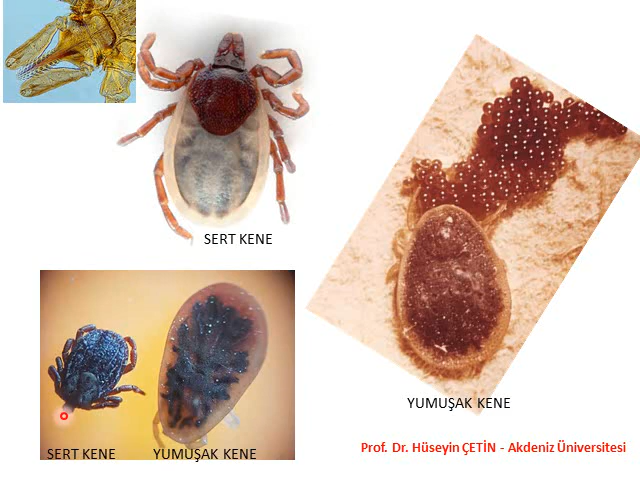 SERT KENE
YUMUŞAK KENE
SERT KENE
YUMUŞAK KENE
Prof. Dr. Hüseyin ÇETİN - Akdeniz Üniversitesi